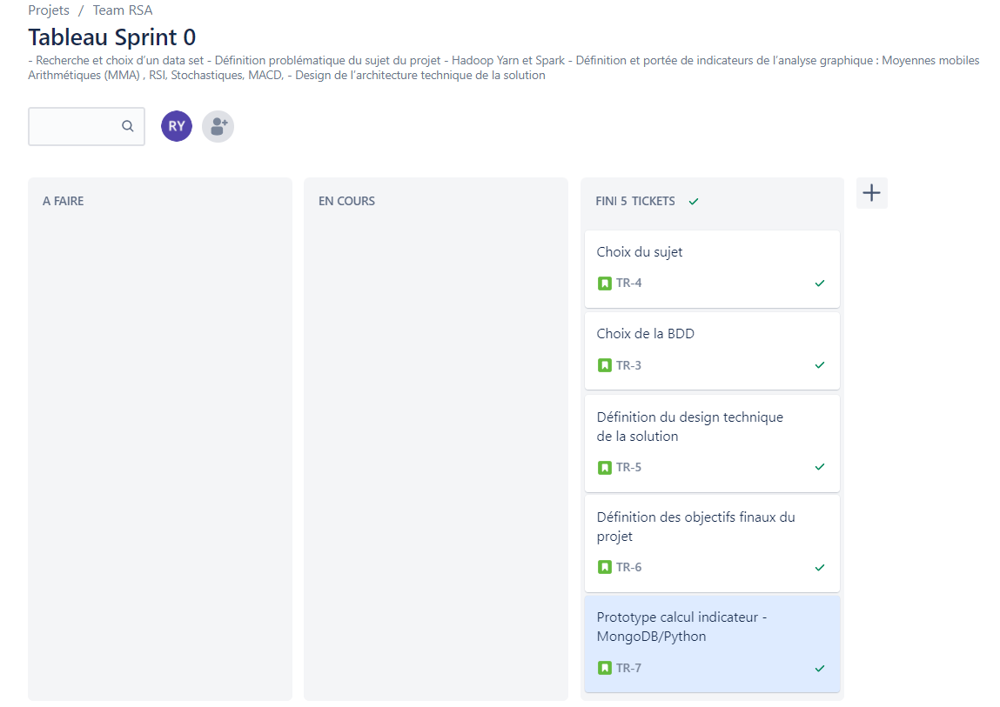 Projets / Team RSA
Tableau Sprint 0
- Recherche et choix d’un data set - Définition problématique du sujet du projet - Hadoop Yarn et Spark - Définition et portée de indicateurs de l’analyse graphique : Moyennes mobiles
Arithmétiques (MMA) , RSI, Stochastiques, MACD, - Design de l’architecture technique de la solution
RY
A FAIRE
EN COURS
FINI 5 TICKETS
Choix du sujet
TR-4
Choix de la BDD
TR-3
Définition du design technique
de la solution
TR-5
Définition des objectifs finaux du
projet
TR-6
Prototype calcul indicateur -
MongoDB/Python
TR-7